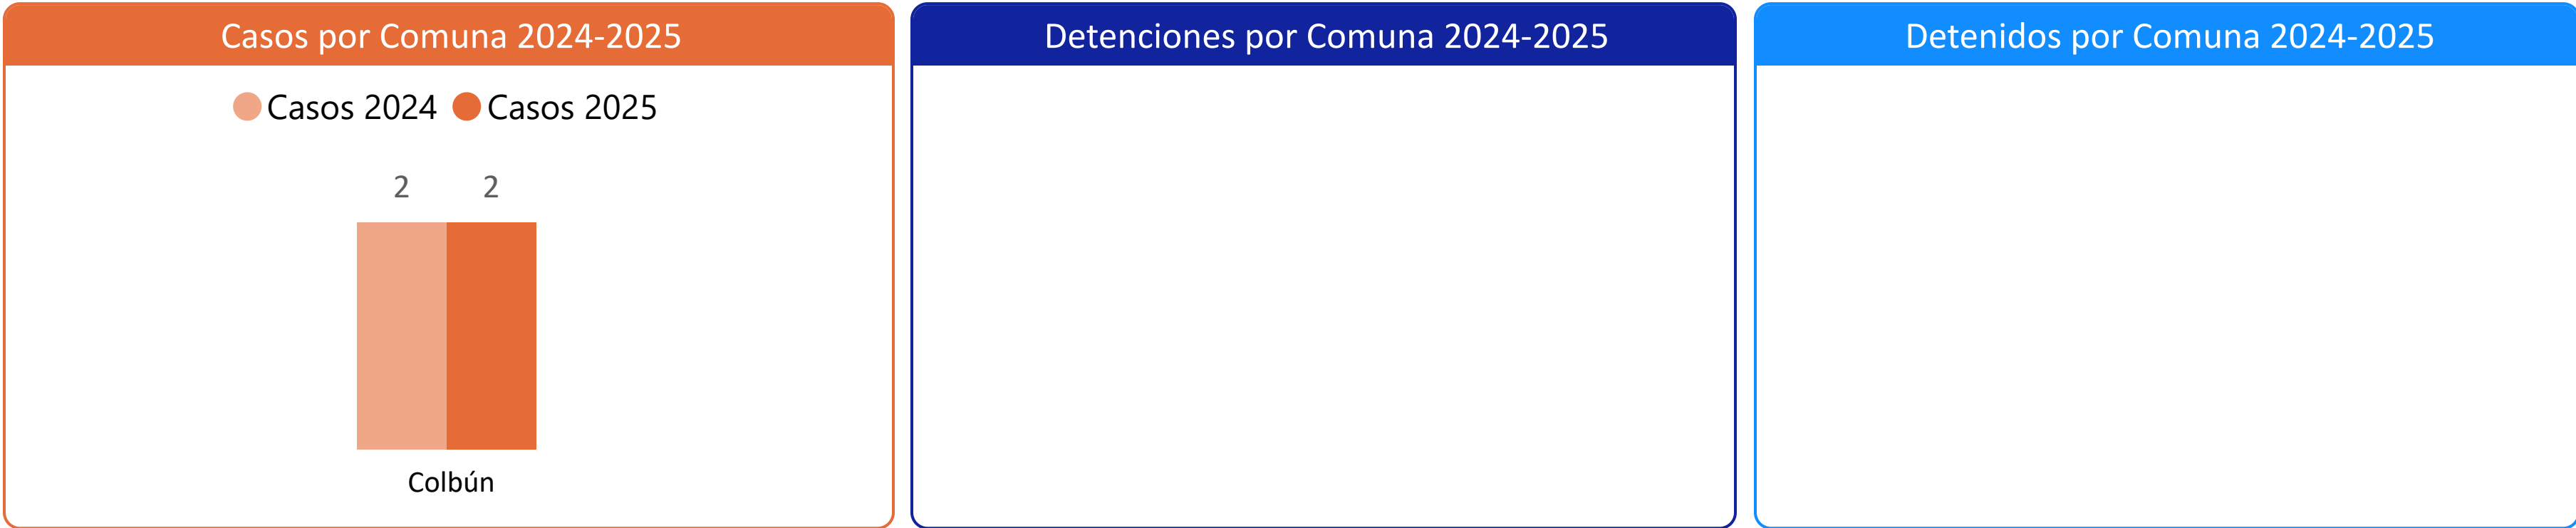 Casos por Comuna 2024-2025
Casos 2024 Casos 2025
2 2
Colbún
Detenciones por Comuna 2024-2025
Detenidos por Comuna 2024-2025